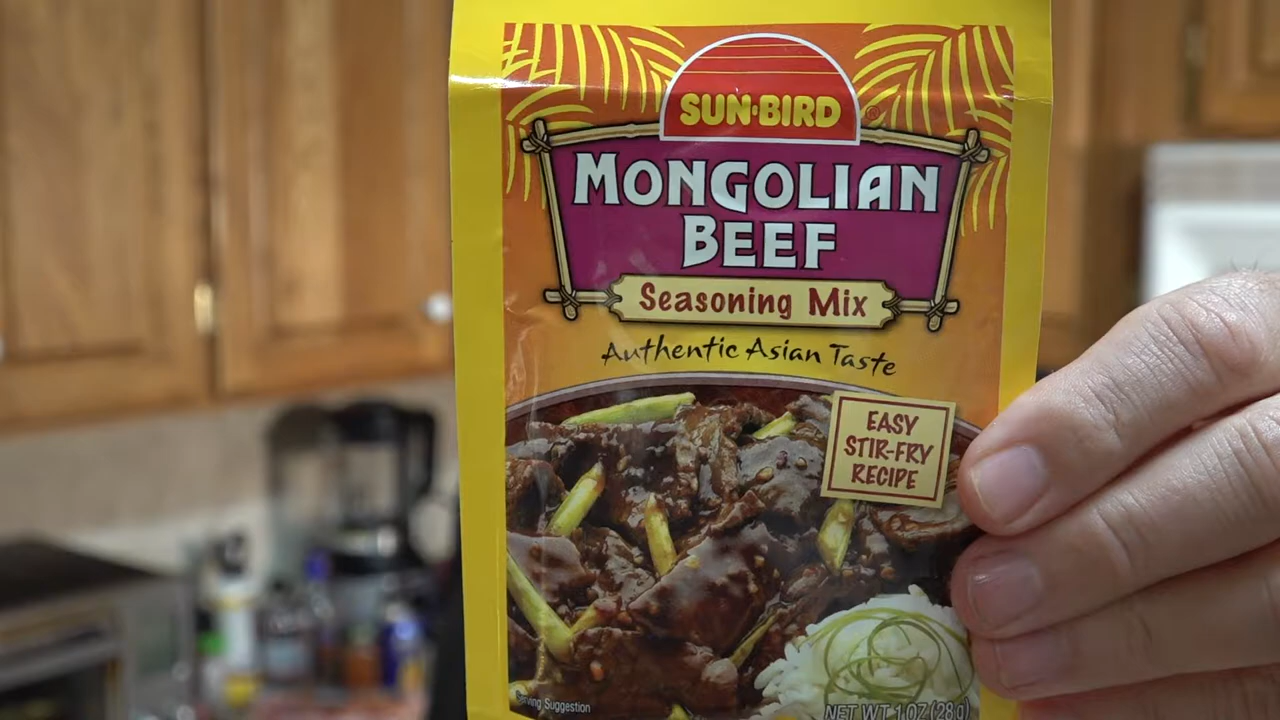 SUN·BIRD
®
MONGOLIAN
BEEF
Seasoning Mix
Authentic Asian Taste
EASY
STIR-FRY
RECIPE
Serving Suggestion
NET WT 1 OZ (28g)